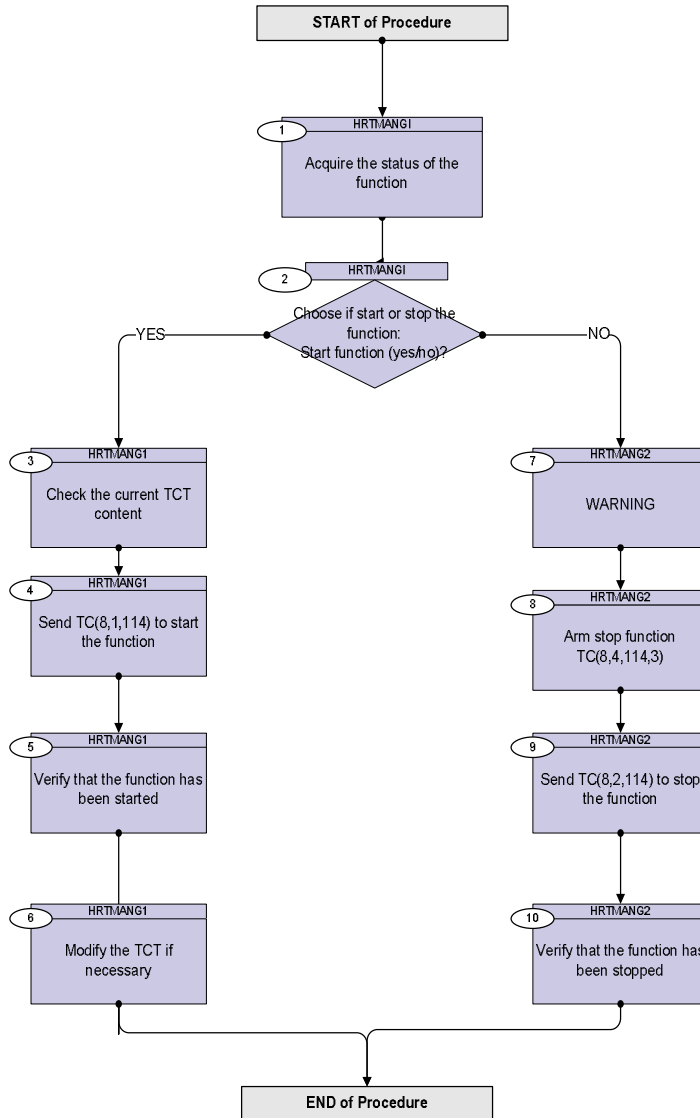 START of Procedure
1
HRTMANGI
Acquire the status of the
function
2
HRTMANGI
Choose if start or stop the
function:
Start function (yes/no)?
YES
NO
3
HRTMANG1
Check the current TCT
content
4
HRTMANG1
Send TC(8,1,114) to start
the function
5
HRTMANG1
Verify that the function has
been started
6
HRTMANG1
Modify the TCT if
necessary
7
HRTMANG2
WARNING
8
HRTMANG2
Arm stop function
TC(8,4,114,3)
9
HRTMANG2
Send TC(8,2,114) to stop
the function
10
HRTMANG2
Verify that the function has
been stopped
END of Procedure